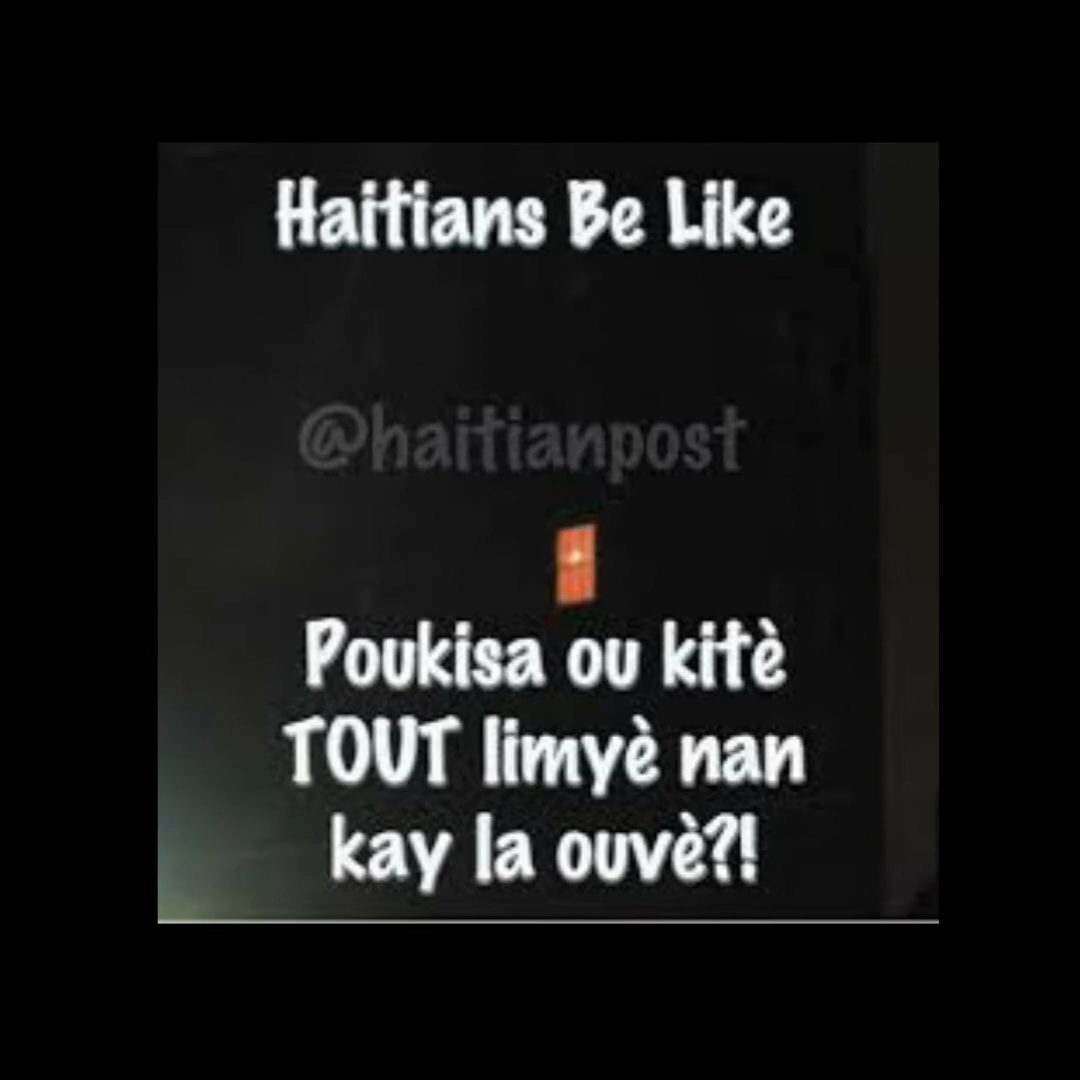 Haitians Be Like
@haitianpost
Poukisa ou kitè
TOUT limyè nan
kay la ouvè?!